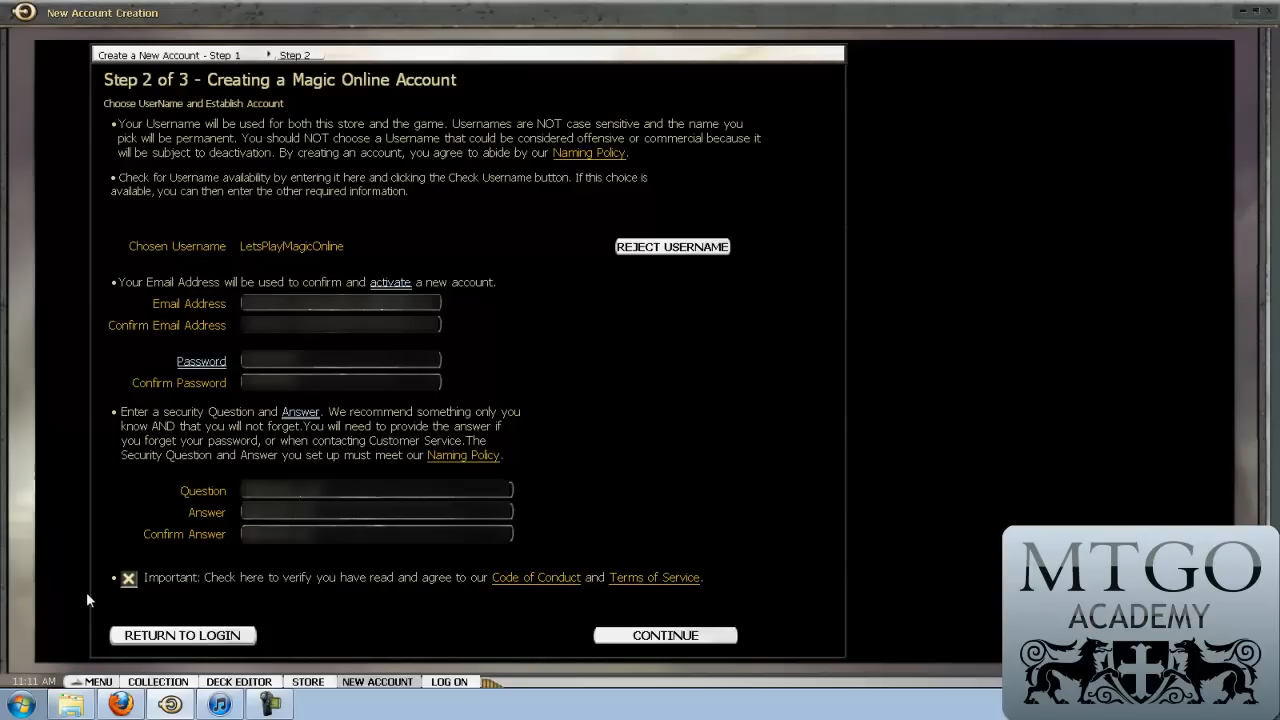 New Account Creation
Create a New Account - Step 1 Step 2
Step 2 of 3 - Creating a Magic Online Account
Choose UserName and Establish Account
• Your Username will be used for both this store and the game. Usernames are NOT case sensitive and the name you
pick will be permanent. You should NOT choose a Username that could be considered offensive or commercial because it
will be subject to deactivation. By creating an account, you agree to abide by our Naming Policy.
• Check for Username availability by entering it here and clicking the Check Username button. If this choice is
available, you can then enter the other required information.
Chosen Username LetsPlayMagicOnline REJECT USERNAME
• Your Email Address will be used to confirm and activate a new account.
Email Address
Confirm Email Address
Password
Confirm Password
• Enter a security Question and Answer. We recommend something only you
know AND that you will not forget.You will need to provide the answer if
you forget your password, or when contacting Customer Service.The
Security Question and Answer you set up must meet our Naming Policy.
Question
Answer
Confirm Answer
• Important: Check here to verify you have read and agree to our Code of Conduct and Terms of Service.
RETURN TO LOGIN CONTINUE
MTGO
ACADEMY
11:11 AM MENU COLLECTION DECK EDITOR STORE NEW ACCOUNT LOG ON